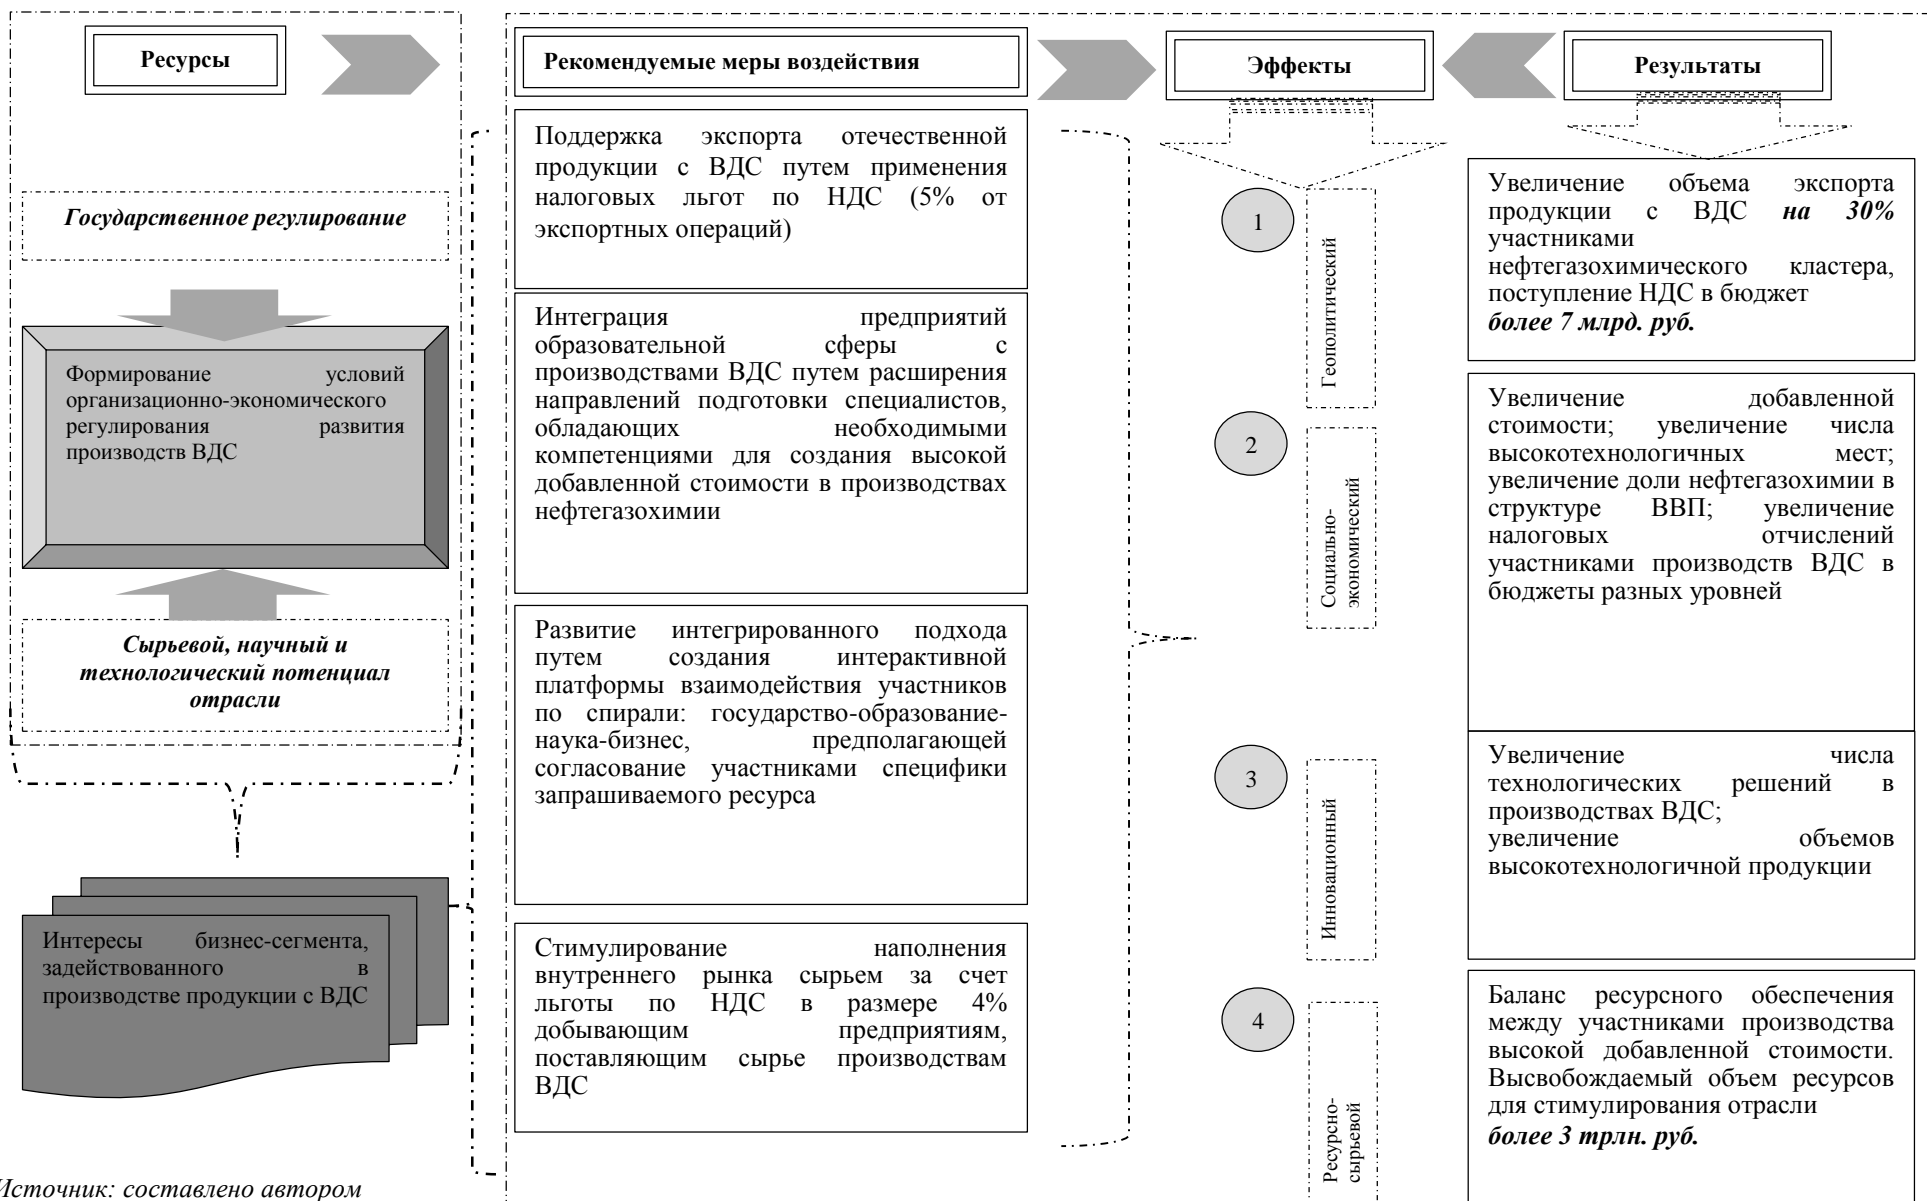 Ресурсы
Государственное регулирование
Формирование условий
организационно-экономического
регулирования развития
производств ВДС
Сырьевой, научный и
технологический потенциал
отрасли
Интересы бизнес-сегмента,
задействованного в
производстве продукции с ВДС
Рекомендуемые меры воздействия
Поддержка экспорта отечественной
продукции с ВДС путем применения
налоговых льгот по НДС (5% от
экспортных операций)
Интеграция предприятий
образовательной сферы с
производствами ВДС путем расширения
направлений подготовки специалистов,
обладающих необходимыми
компетенциями для создания высокой
добавленной стоимости в производствах
нефтегазохимии
Развитие интегрированного подхода
путем создания интерактивной
платформы взаимодействия участников
по спирали: государство-образование-
наука-бизнес, предполагающей
согласование участниками специфики
запрашиваемого ресурса
Стимулирование наполнения
внутреннего рынка сырьем за счет
льготы по НДС в размере 4%
добывающим предприятиям,
поставляющим сырье производствам
ВДС
Эффекты
1
Геополитический
2
Социально-
экономический
3
Инновационный
4
Ресурсно-
сырьевой
Результаты
Увеличение объема экспорта
продукции с ВДС на 30%
участниками
нефтегазохимического кластера,
поступление НДС в бюджет
более 7 млрд. руб.
Увеличение добавленной
стоимости; увеличение числа
высокотехнологичных мест;
увеличение доли нефтегазохимии в
структуре ВВП; увеличение
налоговых отчислений
участниками производств ВДС в
бюджеты разных уровней
Увеличение числа
технологических решений в
производствах ВДС;
увеличение объемов
высокотехнологичной продукции
Баланс ресурсного обеспечения
между участниками производства
высокой добавленной стоимости.
Высвобождаемый объем ресурсов
для стимулирования отрасли
более 3 трлн. руб.
Источник: составлено автором